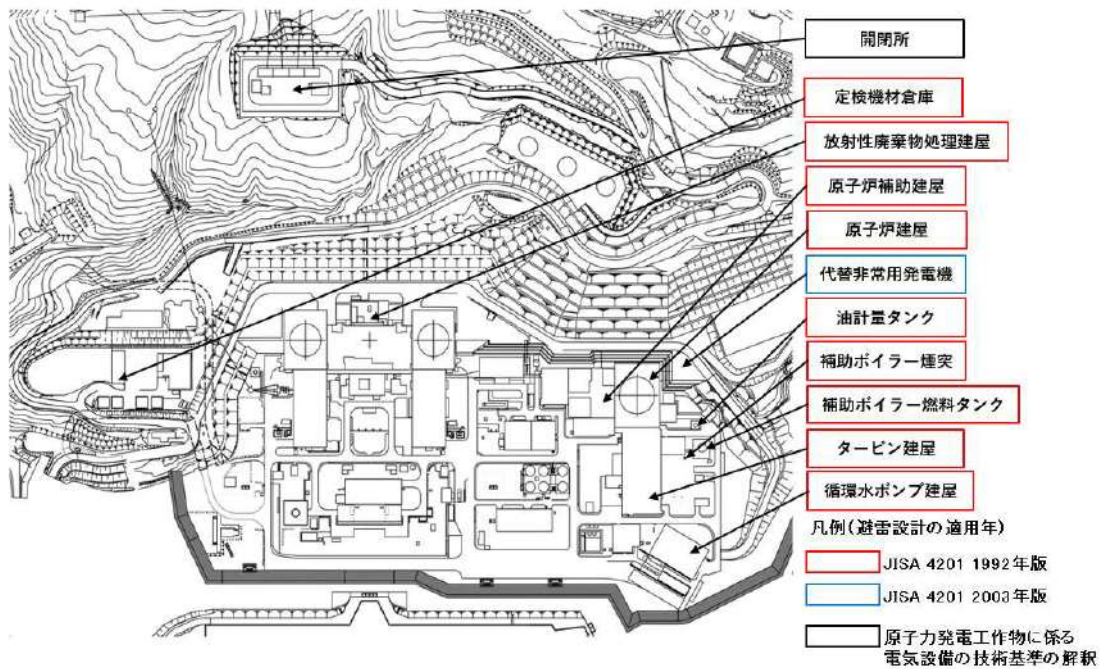 開閉所
定検機材倉庫
放射性廃棄物処理建屋
原子炉補助建屋
原子炉建屋
代替非常用発電機
油計量タンク
補助ボイラー煙突
補助ボイラー燃料タンク
タービン建屋
循環水ポンプ建屋
凡例(避雷設計の適用年)
JISA 4201 1992年版
JISA 4201 2003年版
原子力発電工作物に係る
電気設備の技術基準の解釈